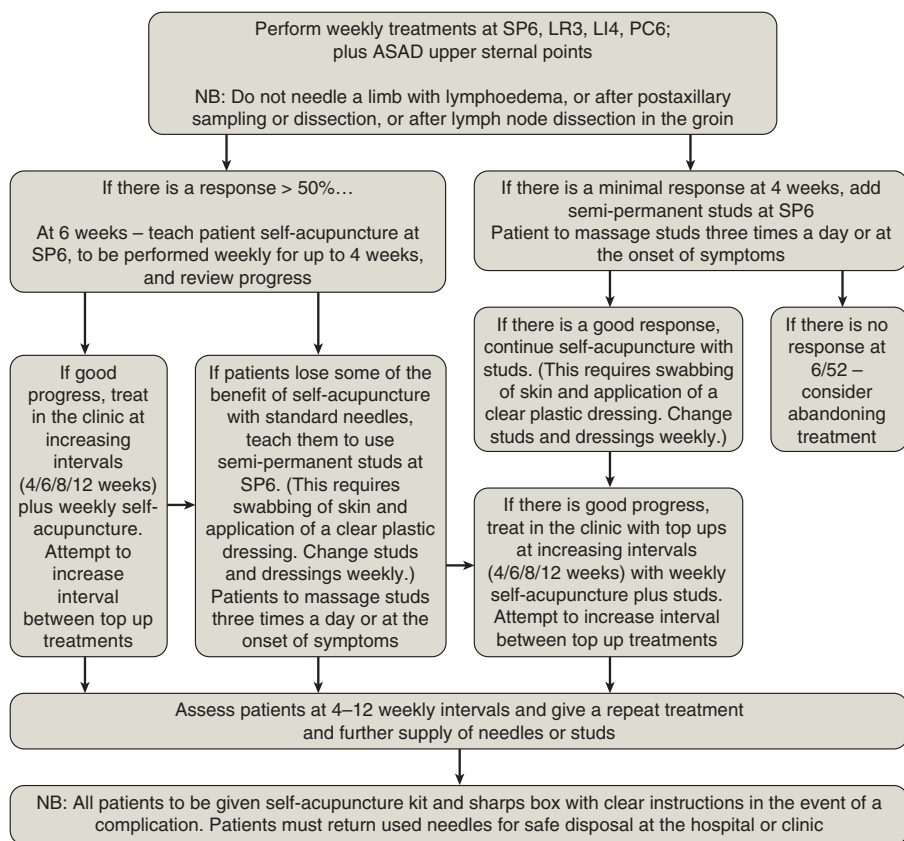 Perform weekly treatments at SP6, LR3, LI4, PC6;
plus ASAD upper sternal points
NB: Do not needle a limb with lymphoedema, or after postaxillary
sampling or dissection, or after lymph node dissection in the groin
If there is a response > 50%…
At 6 weeks – teach patient self-acupuncture at
SP6, to be performed weekly for up to 4 weeks,
and review progress
If there is a minimal response at 4 weeks, add
semi-permanent studs at SP6
Patient to massage studs three times a day or at
the onset of symptoms
If good
progress, treat
in the clinic at
increasing
intervals
(4/6/8/12 weeks)
plus weekly self-
acupuncture.
Attempt to
increase
interval
between top up
treatments
If patients lose some of the
benefit of self-acupuncture
with standard needles,
teach them to use
semi-permanent studs at
SP6. (This requires
swabbing of skin and
application of a clear plastic
dressing. Change studs
and dressings weekly.)
Patients to massage studs
three times a day or at the
onset of symptoms
If there is a good response,
continue self-acupuncture with
studs. (This requires swabbing
of skin and application of a
clear plastic dressing. Change
studs and dressings weekly.)
If there is no
response at
6/52 –
consider
abandoning
treatment
If there is good progress,
treat in the clinic with top ups
at increasing intervals
(4/6/8/12 weeks) with weekly
self-acupuncture plus studs.
Attempt to increase interval
between top up treatments
Assess patients at 4–12 weekly intervals and give a repeat treatment
and further supply of needles or studs
NB: All patients to be given self-acupuncture kit and sharps box with clear instructions in the event of a
complication. Patients must return used needles for safe disposal at the hospital or clinic